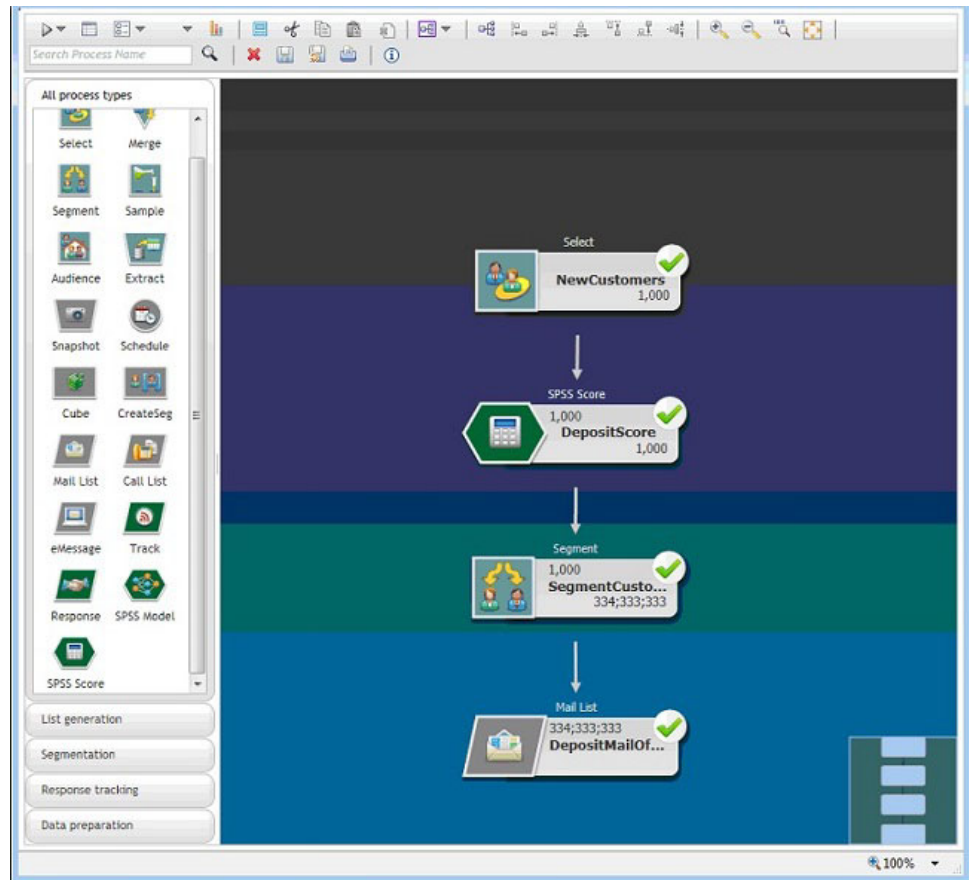 Search Process Name
All process types
Select Merge
Segment Sample
Audience Extract
Snapshot Schedule
Cube CreateSeg
Mail List Call List
eMessage Track
Response SPSS Model
SPSS Score
List generation
Segmentation
Response tracking
Data preparation
Select
NewCustomers
1,000
SPSS Score
1,000
DepositScore
1,000
Segment
1,000
SegmentCusto...
334;333;333
Mail List
334;333;333
DepositMailOf...
100%